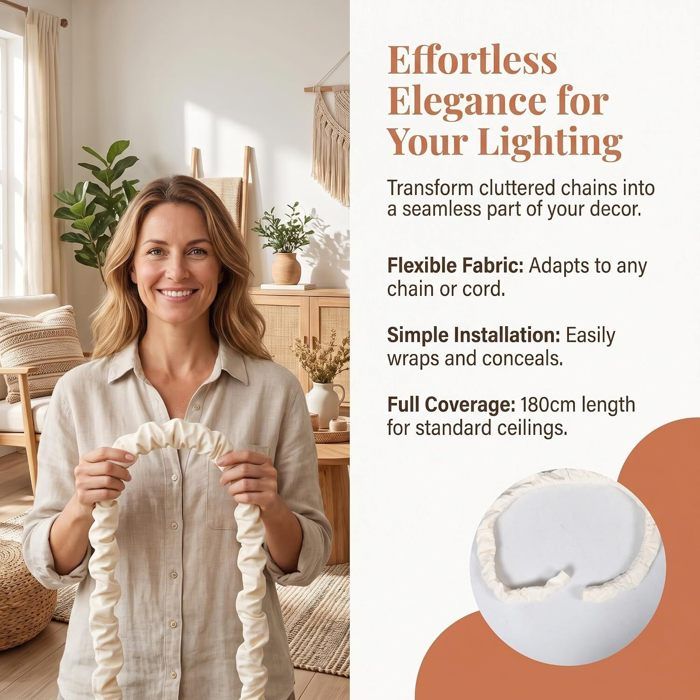 Effortless
Elegance for
Your Lighting
Transform cluttered chains into
a seamless part of your decor.
Flexible Fabric: Adapts to any
chain or cord.
Simple Installation: Easily
wraps and conceals.
Full Coverage: 180cm length
for standard ceilings.